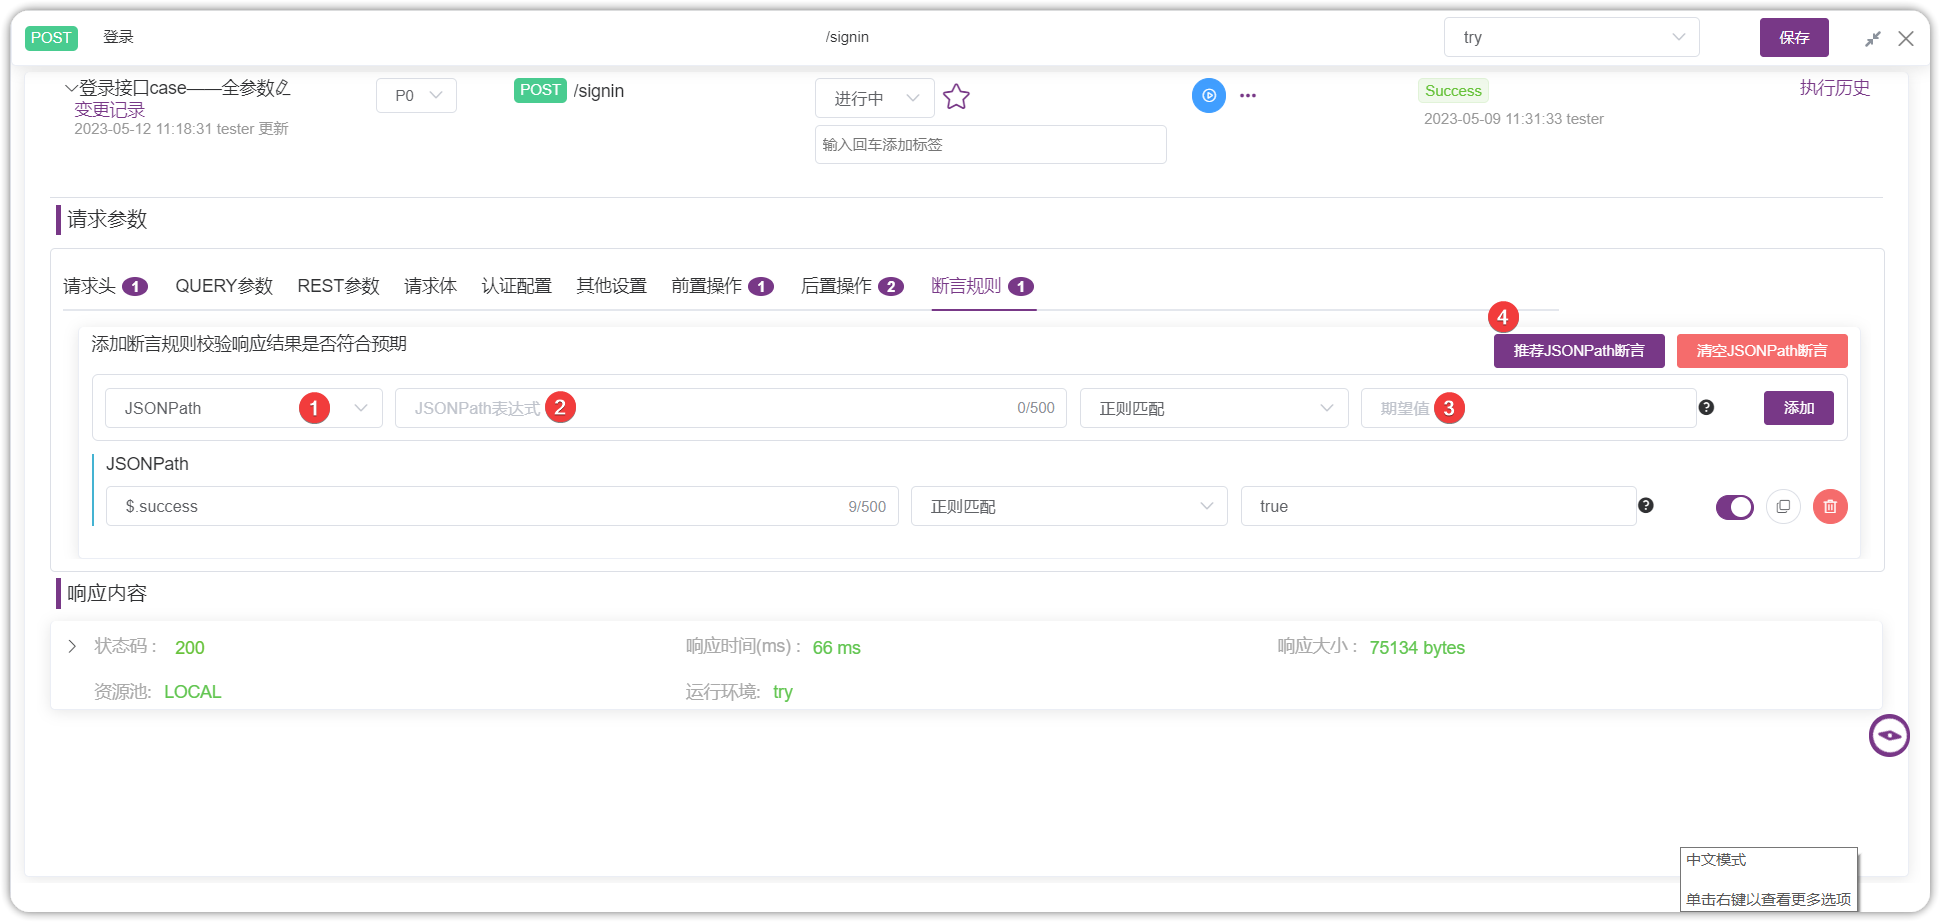 POST 登录 /signin try 保存
登录接口case——全参数 P0 POST /signin 进行中 Success 执行历史
变更记录
2023-05-12 11:18:31 tester 更新 2023-05-09 11:31:33 tester
输入回车添加标签
请求参数
请求头 1 QUERY参数 REST参数 请求体 认证配置 其他设置 前置操作 1 后置操作 2 断言规则 1
4
添加断言规则校验响应结果是否符合预期 推荐JSONPath断言 清空JSONPath断言
JSONPath 1 JSONPath表达式 2 0/500 正则匹配 期望值 3 ? 添加
JSONPath
$.success 9/500 正则匹配 true ?
响应内容
状态码： 200 响应时间(ms)： 66 ms 响应大小： 75134 bytes
资源池: LOCAL 运行环境: try
中文模式
单击右键以查看更多选项